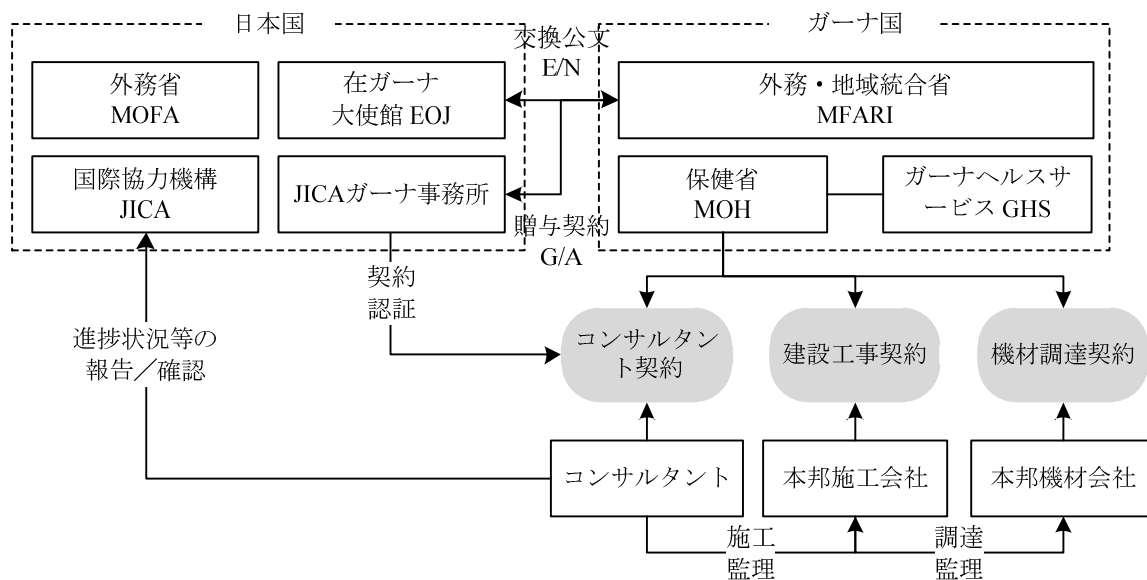 日本国
ガーナ国
交換公文
E/N
外務省
MOFA
在ガーナ
大使館 EOJ
外務・地域統合省
MFARI
国際協力機構
JICA
JICAガーナ事務所
保健省
MOH
ガーナヘルスサ
ービス GHS
贈与契約
G/A
契約
認証
進捗状況等の
報告／確認
コンサルタン
ト契約
建設工事契約
機材調達契約
コンサルタント
本邦施工会社
本邦機材会社
施工
監理
調達
監理